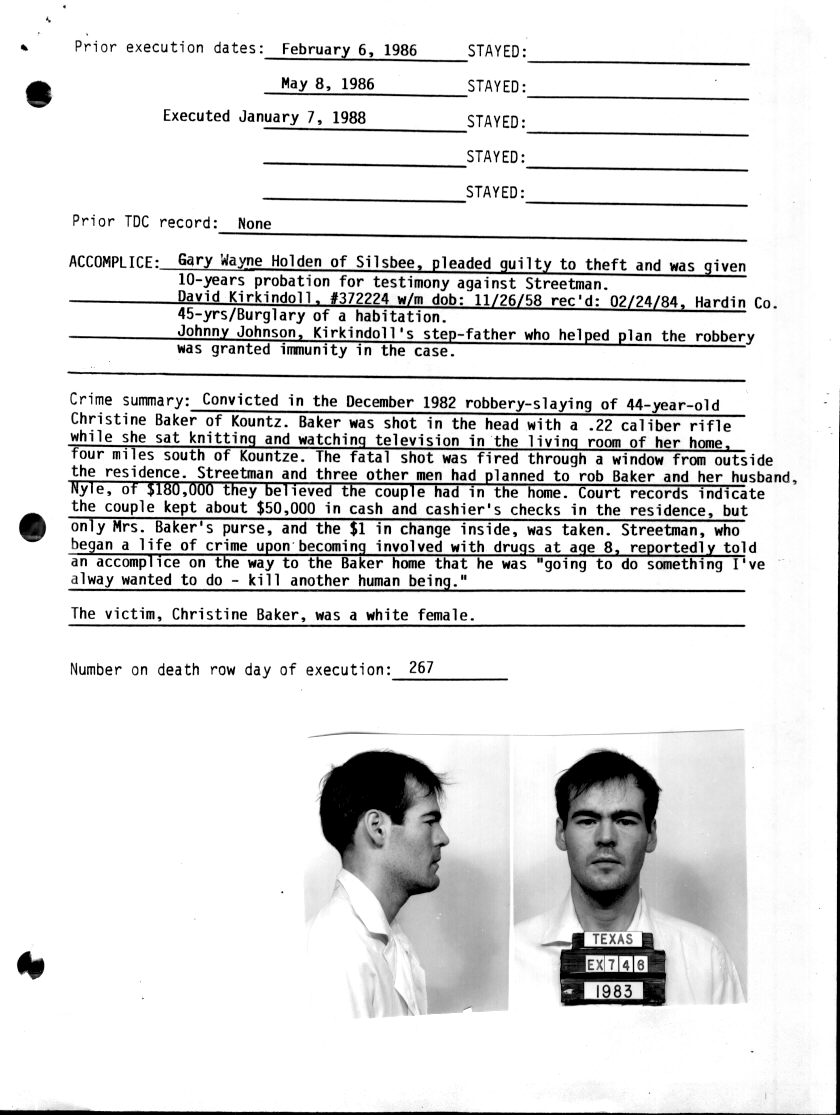 Prior execution dates: February 6, 1986 STAYED:
May 8, 1986 STAYED:
Executed January 7, 1988 STAYED:
STAYED:
STAYED:
Prior TDC record: None
ACCOMPLICE: Gary Wayne Holden of Silsbee, pleaded guilty to theft and was given
10-years probation for testimony against Streetman.
David Kirkindoll, #372224 w/m dob: 11/26/58 rec'd: 02/24/84, Hardin Co.
45-yrs/Burglary of a habitation.
Johnny Johnson, Kirkindoll's step-father who helped plan the robbery
was granted immunity in the case.
Crime summary: Convicted in the December 1982 robbery-slaying of 44-year-old
Christine Baker of Kountz. Baker was shot in the head with a .22 caliber rifle
while she sat knitting and watching television in the living room of her home,
four miles south of Kountze. The fatal shot was fired through a window from outside
the residence. Streetman and three other men had planned to rob Baker and her husband,
Nyle, of $180,000 they believed the couple had in the home. Court records indicate
the couple kept about $50,000 in cash and cashier's checks in the residence, but
only Mrs. Baker's purse, and the $1 in change inside, was taken. Streetman, who
began a life of crime upon becoming involved with drugs at age 8, reportedly told
an accomplice on the way to the Baker home that he was "going to do something I've
alway wanted to do - kill another human being."
The victim, Christine Baker, was a white female.
Number on death row day of execution: 267
TEXAS
EX 7 4 8
1983